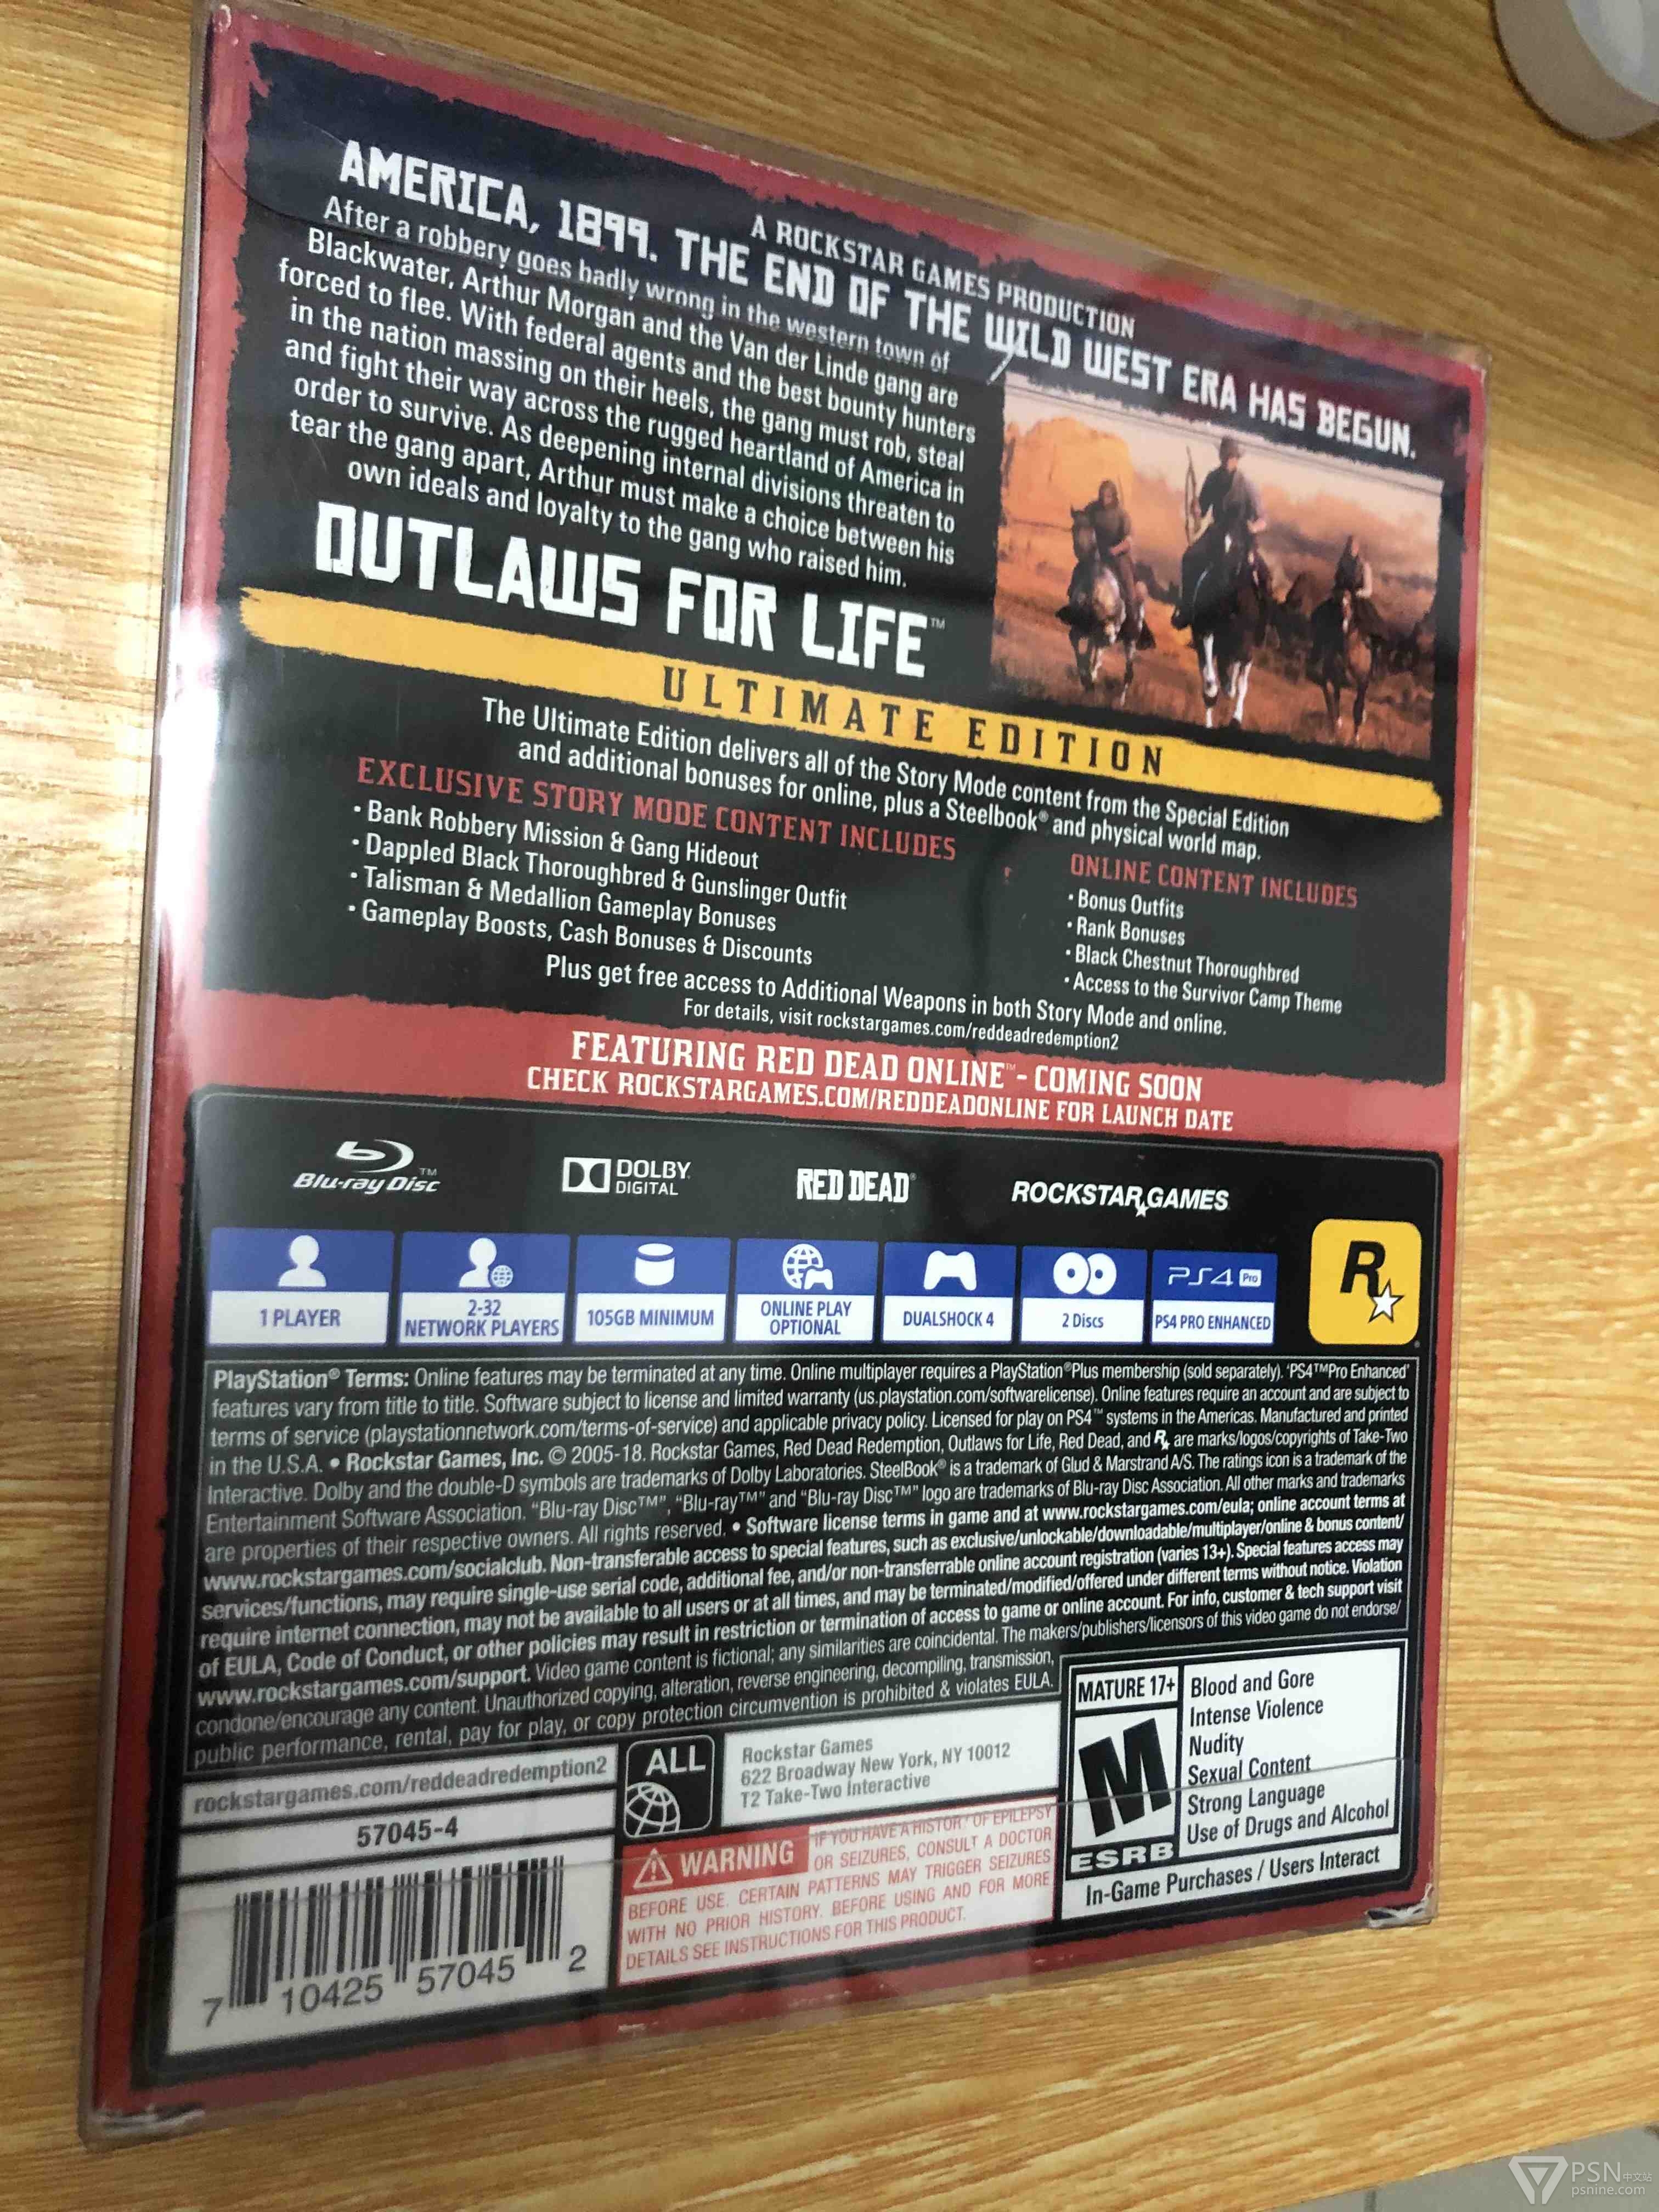 A ROCKSTAR GAMES PRODUCTION
AMERICA, 1899. THE END OF THE WILD WEST ERA HAS BEGUN.
After a robbery goes badly wrong in the western town of
Blackwater, Arthur Morgan and the Van der Linde gang are
forced to flee. With federal agents and the best bounty hunters
in the nation massing on their heels, the gang must rob, steal
and fight their way across the rugged heartland of America in
order to survive. As deepening internal divisions threaten to
tear the gang apart, Arthur must make a choice between his
own ideals and loyalty to the gang who raised him.
OUTLAWS FOR LIFE™
ULTIMATE EDITION
The Ultimate Edition delivers all of the Story Mode content from the Special Edition
and additional bonuses for online, plus a Steelbook® and physical world map.
EXCLUSIVE STORY MODE CONTENT INCLUDES
• Bank Robbery Mission & Gang Hideout
• Dappled Black Thoroughbred & Gunslinger Outfit
• Talisman & Medallion Gameplay Bonuses
• Gameplay Boosts, Cash Bonuses & Discounts
ONLINE CONTENT INCLUDES
• Bonus Outfits
• Rank Bonuses
• Black Chestnut Thoroughbred
• Access to the Survivor Camp Theme
Plus get free access to Additional Weapons in both Story Mode and online.
For details, visit rockstargames.com/reddeadredemption2
FEATURING RED DEAD ONLINE™ - COMING SOON
CHECK ROCKSTARGAMES.COM/REDDEADONLINE FOR LAUNCH DATE
Blu-ray Disc™
DOLBY
DIGITAL
RED DEAD®
ROCKSTAR GAMES
1 PLAYER
2-32
NETWORK PLAYERS
105GB MINIMUM
ONLINE PLAY
OPTIONAL
DUALSHOCK 4
2 Discs
PS4 Pro
PS4 PRO ENHANCED
R
PlayStation® Terms: Online features may be terminated at any time. Online multiplayer requires a PlayStation®Plus membership (sold separately). 'PS4™Pro Enhanced'
features vary from title to title. Software subject to license and limited warranty (us.playstation.com/softwarelicense). Online features require an account and are subject to
terms of service (playstationnetwork.com/terms-of-service) and applicable privacy policy. Licensed for play on PS4™ systems in the Americas. Manufactured and printed
in the U.S.A. • Rockstar Games, Inc. © 2005-18. Rockstar Games, Red Dead Redemption, Outlaws for Life, Red Dead, and R are marks/logos/copyrights of Take-Two
Interactive. Dolby and the double-D symbols are trademarks of Dolby Laboratories. SteelBook® is a trademark of Glud & Marstrand A/S. The ratings icon is a trademark of the
Entertainment Software Association. "Blu-ray Disc™", "Blu-ray™" and "Blu-ray Disc™" logo are trademarks of Blu-ray Disc Association. All other marks and trademarks
are properties of their respective owners. All rights reserved. • Software license terms in game and at www.rockstargames.com/eula; online account terms at
www.rockstargames.com/socialclub. Non-transferable access to special features, such as exclusive/unlockable/downloadable/multiplayer/online & bonus content/
services/functions, may require single-use serial code, additional fee, and/or non-transferrable online account registration (varies 13+). Special features access may
require internet connection, may not be available to all users or at all times, and may be terminated/modified/offered under different terms without notice. Violation
of EULA, Code of Conduct, or other policies may result in restriction or termination of access to game or online account. For info, customer & tech support visit
www.rockstargames.com/support. Video game content is fictional; any similarities are coincidental. The makers/publishers/licensors of this video game do not endorse/
condone/encourage any content. Unauthorized copying, alteration, reverse engineering, decompiling, transmission,
public performance, rental, pay for play, or copy protection circumvention is prohibited & violates EULA.
rockstargames.com/reddeadredemption2
57045-4
7 10425 57045 2
ALL
Rockstar Games
622 Broadway New York, NY 10012
T2 Take-Two Interactive
WARNING IF YOU HAVE A HISTORY OF EPILEPSY
OR SEIZURES, CONSULT A DOCTOR
BEFORE USE. CERTAIN PATTERNS MAY TRIGGER SEIZURES
WITH NO PRIOR HISTORY. BEFORE USING AND FOR MORE
DETAILS SEE INSTRUCTIONS FOR THIS PRODUCT.
MATURE 17+
M
ESRB
Blood and Gore
Intense Violence
Nudity
Sexual Content
Strong Language
Use of Drugs and Alcohol
In-Game Purchases / Users Interact
PSN中文站
psnine.com